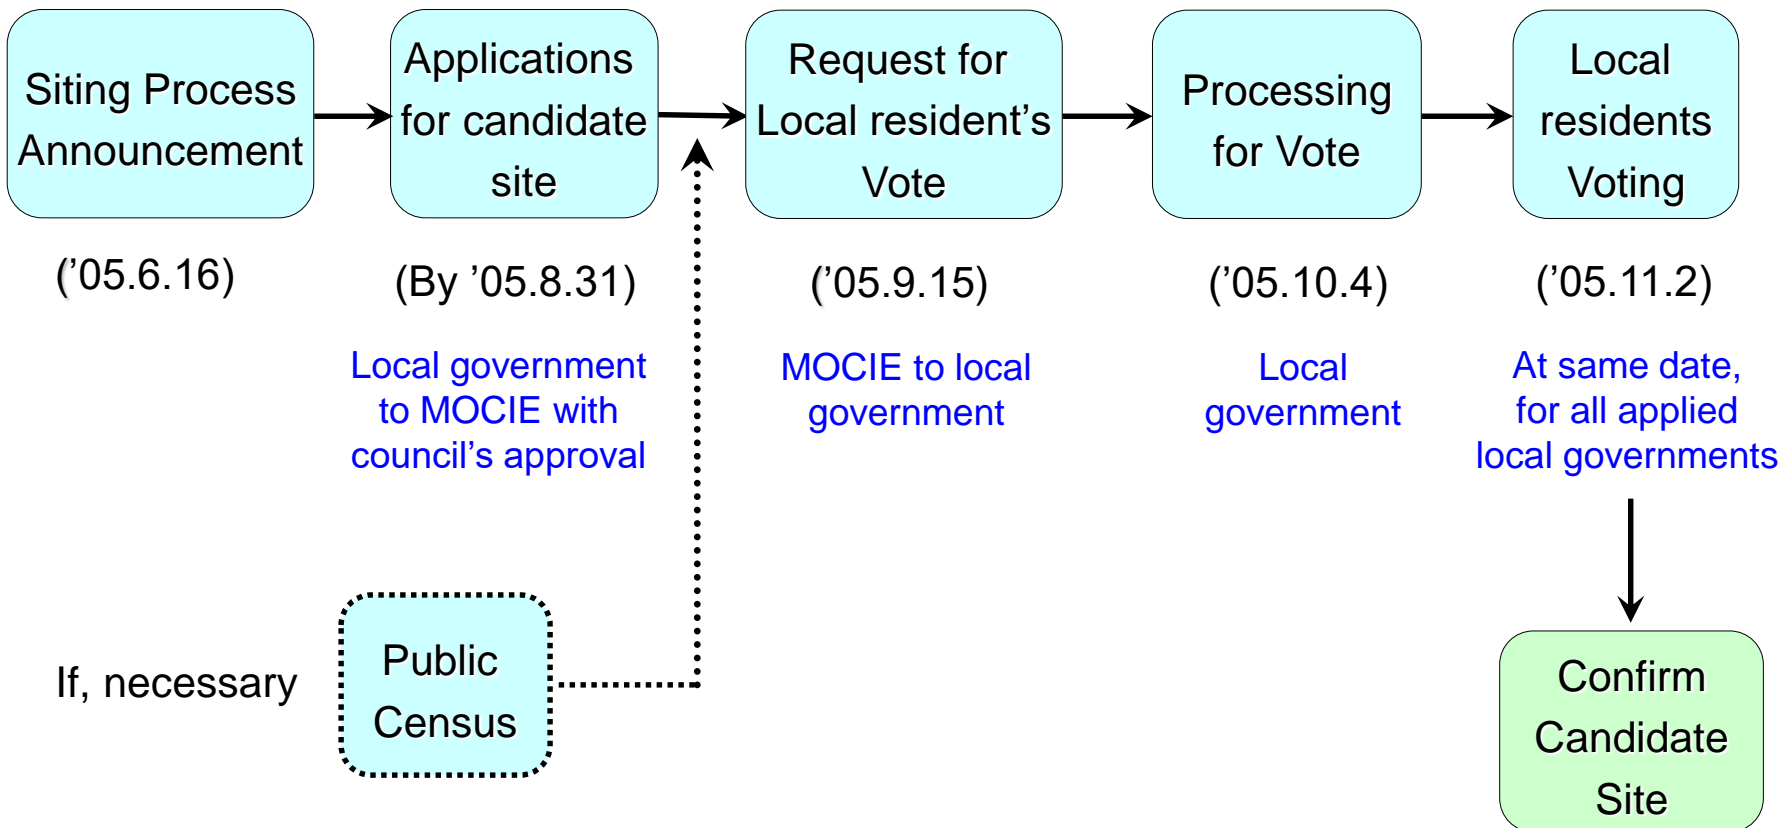 Siting Process
Announcement
Applications
for candidate
site
Request for
Local resident’s
Vote
Processing
for Vote
Local
residents
Voting
(’05.6.16)
(By ’05.8.31)
(’05.9.15)
(’05.10.4)
(’05.11.2)
Local government
to MOCIE with
council’s approval
MOCIE to local
government
Local
government
At same date,
for all applied
local governments
If, necessary
Public
Census
Confirm
Candidate
Site